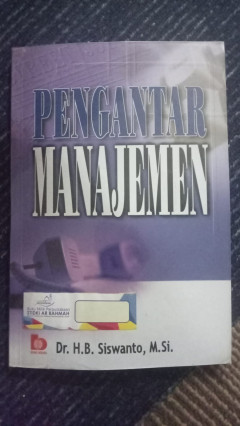 PENGANTAR
MANAJEMEN
Dr. H.B. Siswanto, M.Si.